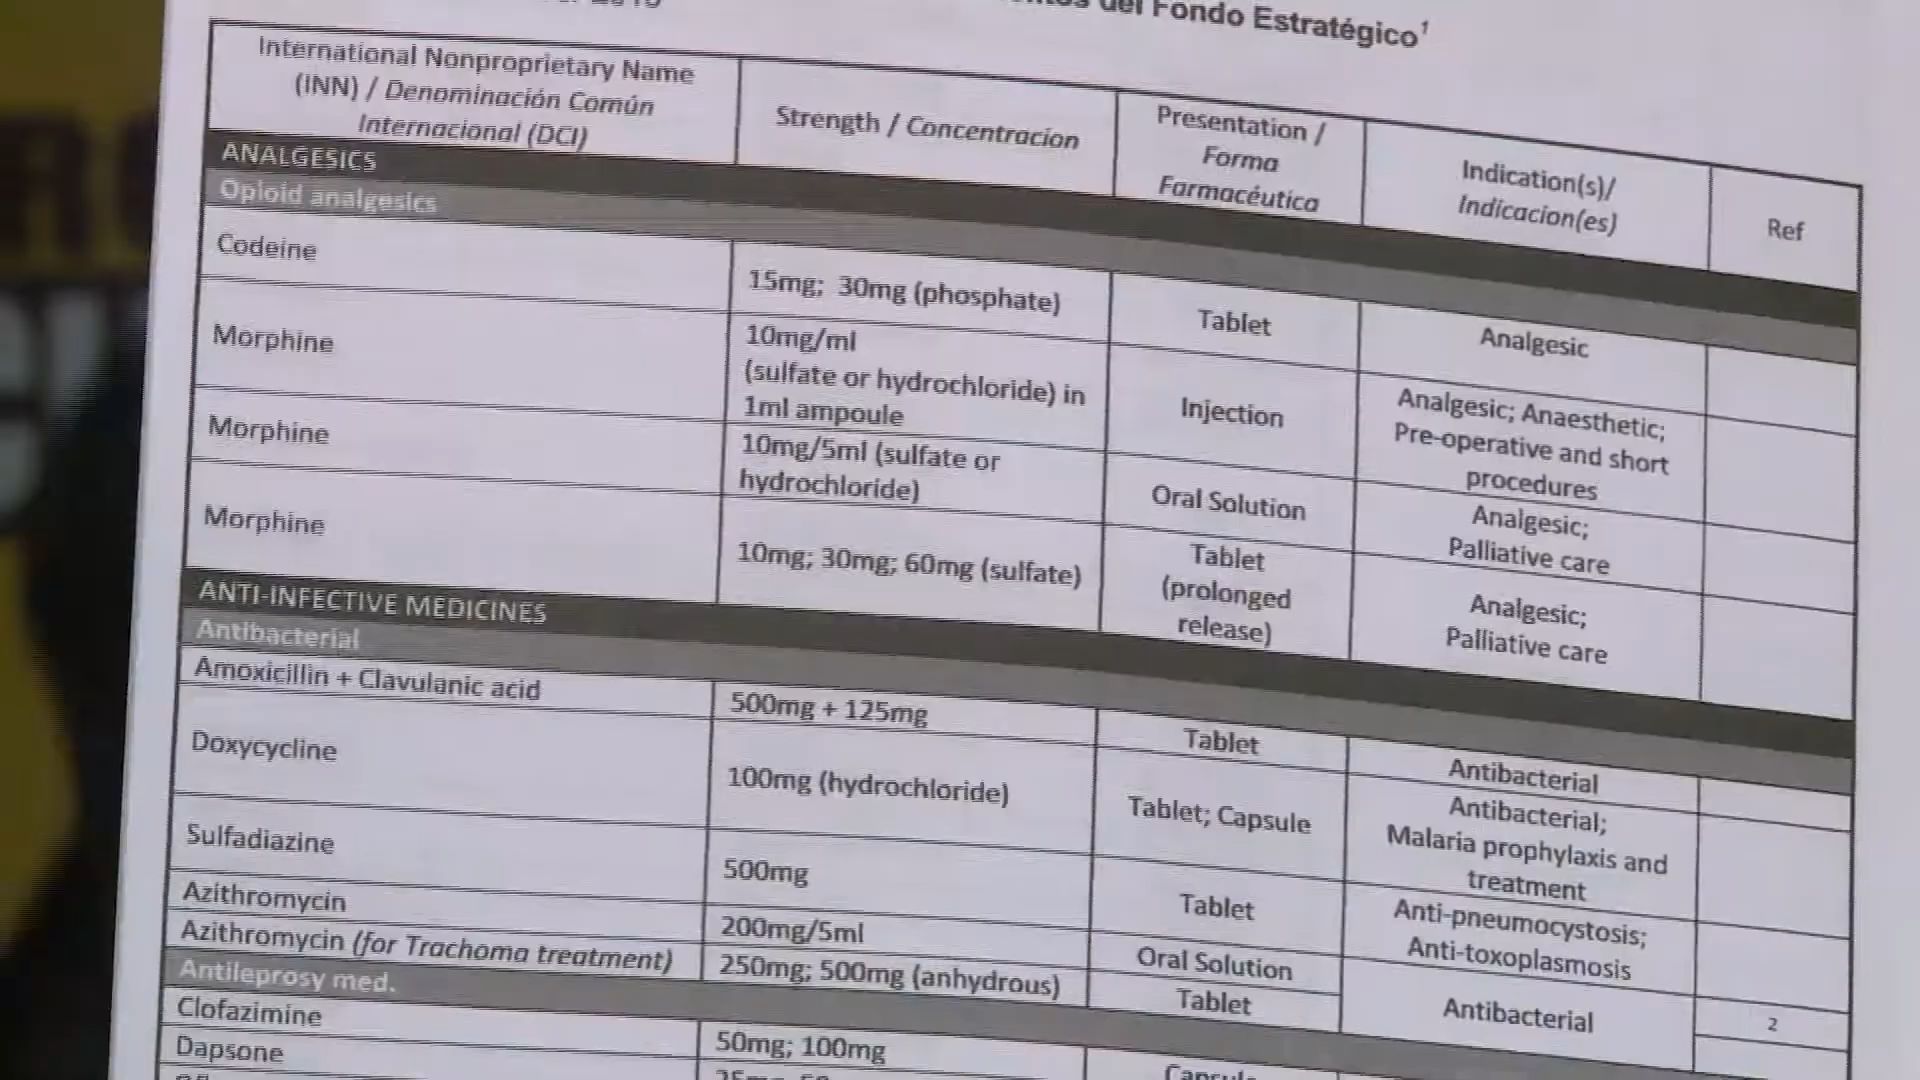 del Fondo Estratégico¹
International Nonproprietary Name
(INN) / Denominación Común
Internacional (DCI)
Strength / Concentracion
Presentation /
Forma
Farmacéutica
Indication(s)/
Indicacion(es)
Ref
ANALGESICS
Opioid analgesics
Codeine
15mg; 30mg (phosphate)
Tablet
Analgesic
Morphine
10mg/ml
(sulfate or hydrochloride) in
1ml ampoule
Injection
Analgesic; Anaesthetic;
Pre-operative and short
procedures
Morphine
10mg/5ml (sulfate or
hydrochloride)
Oral Solution
Analgesic;
Palliative care
Morphine
10mg; 30mg; 60mg (sulfate)
Tablet
(prolonged
release)
Analgesic;
Palliative care
ANTI-INFECTIVE MEDICINES
Antibacterial
Amoxicillin + Clavulanic acid
500mg + 125mg
Tablet
Antibacterial
Doxycycline
100mg (hydrochloride)
Tablet; Capsule
Antibacterial;
Malaria prophylaxis and
treatment
Sulfadiazine
500mg
Tablet
Anti-pneumocystosis;
Anti-toxoplasmosis
Azithromycin
200mg/5ml
Oral Solution
Antibacterial
2
Azithromycin (for Trachoma treatment)
250mg; 500mg (anhydrous)
Tablet
Antileprosy med.
Clofazimine
50mg; 100mg
Capsule
Dapsone